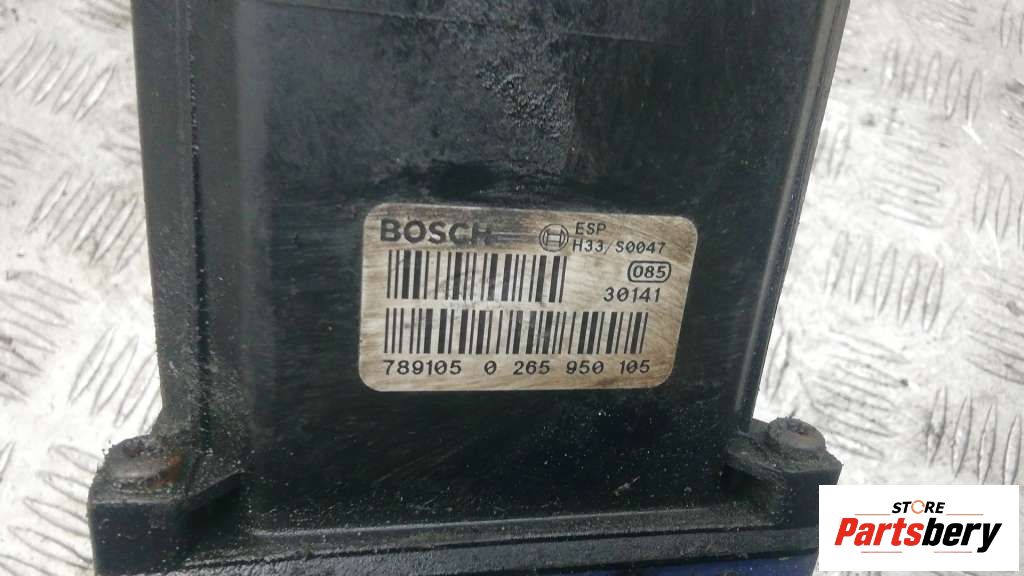 BOSCH
ESP
H33/S0047
085
30141
789105 0 265 950 105
STORE
Partsbery